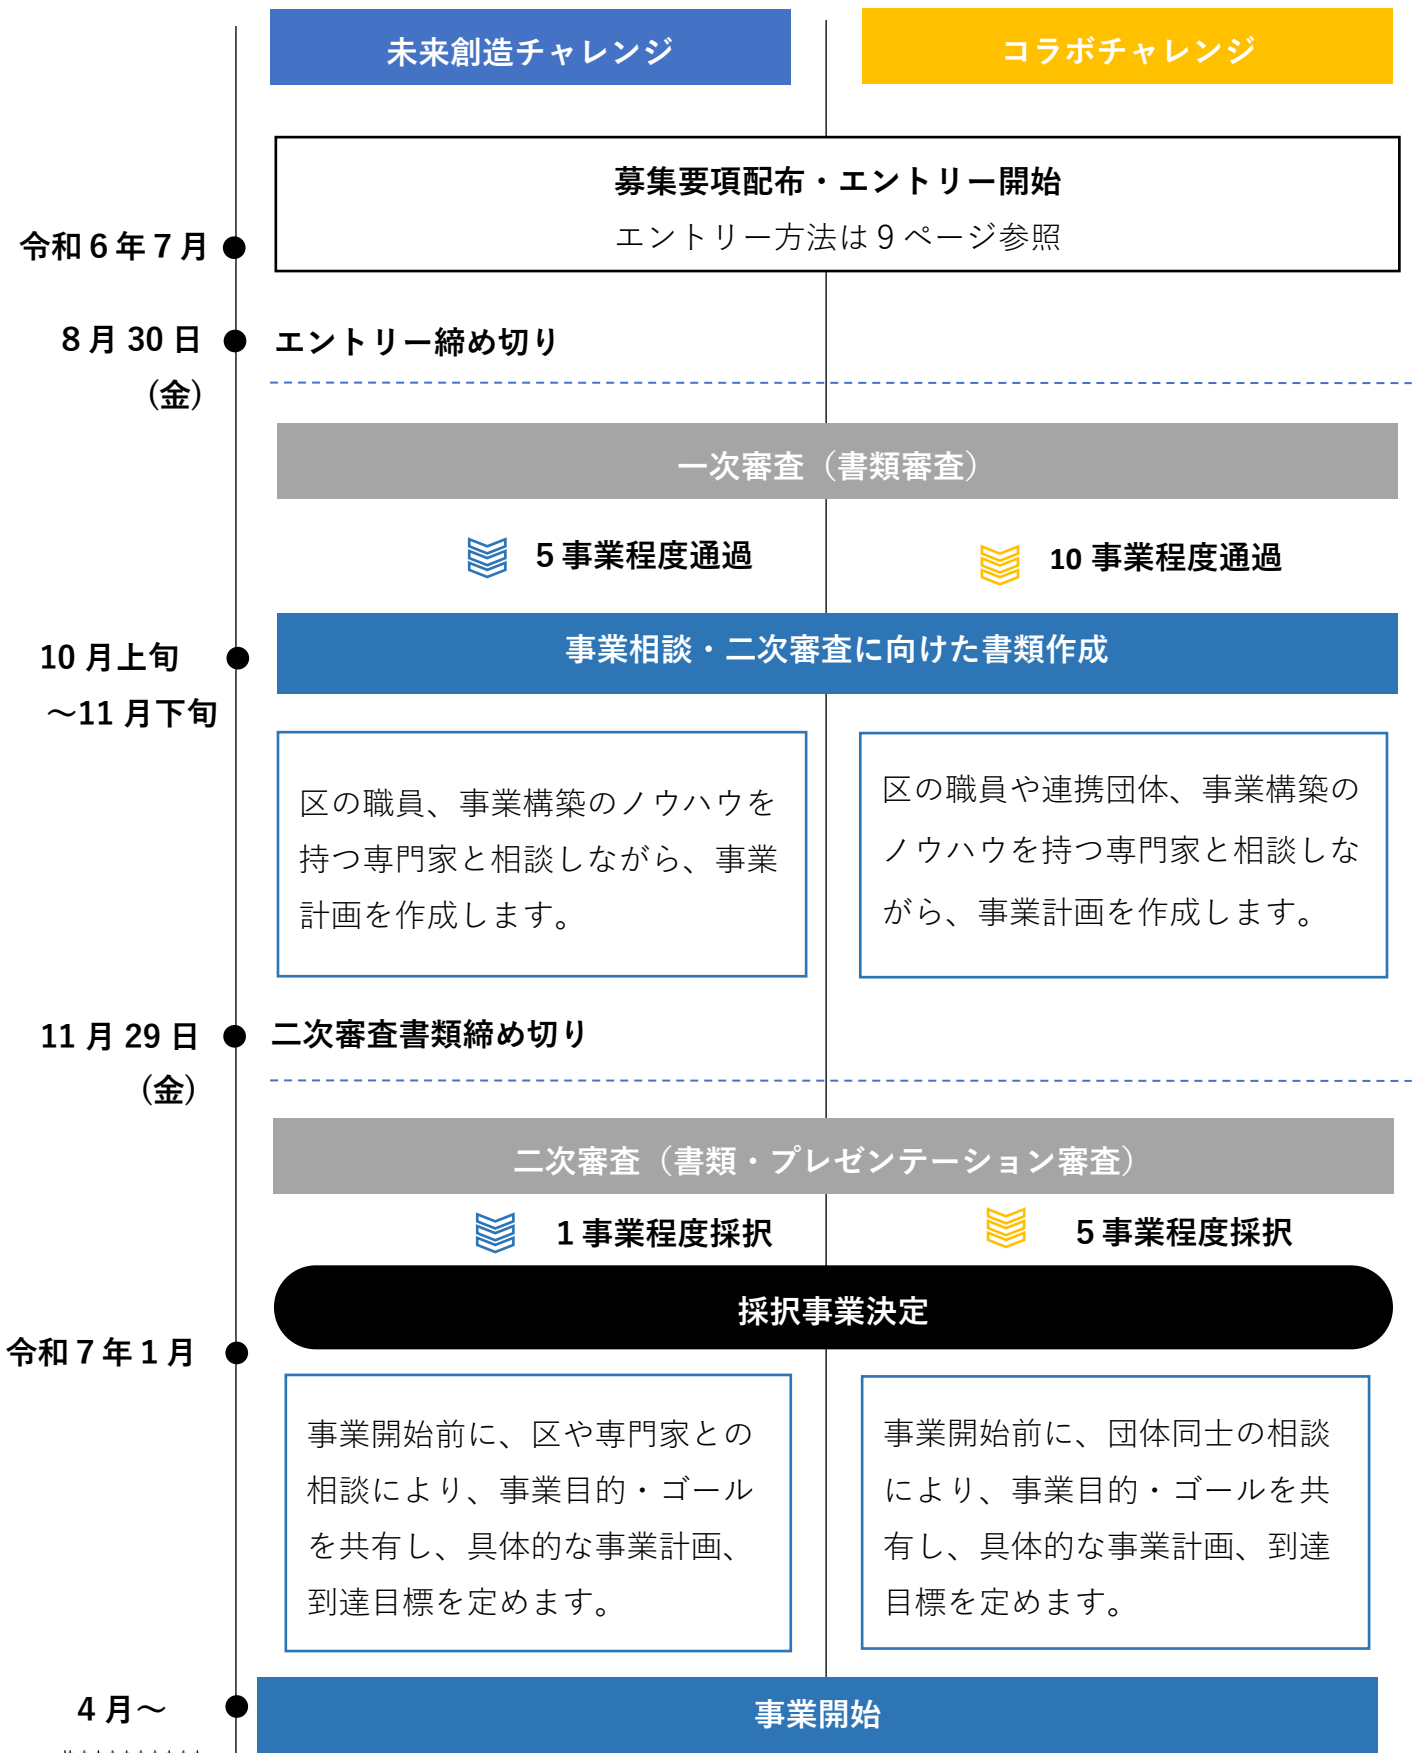 未来創造チャレンジ
コラボチャレンジ
募集要項配布・エントリー開始
エントリー方法は9ページ参照
令和6年7月
8月30日
(金)
エントリー締め切り
一次審査（書類審査）
5事業程度通過
10事業程度通過
10月上旬
～11月下旬
事業相談・二次審査に向けた書類作成
区の職員、事業構築のノウハウを
持つ専門家と相談しながら、事業
計画を作成します。
区の職員や連携団体、事業構築の
ノウハウを持つ専門家と相談しな
がら、事業計画を作成します。
11月29日
(金)
二次審査書類締め切り
二次審査（書類・プレゼンテーション審査）
1事業程度採択
5事業程度採択
採択事業決定
令和7年1月
事業開始前に、区や専門家との
相談により、事業目的・ゴール
を共有し、具体的な事業計画、
到達目標を定めます。
事業開始前に、団体同士の相談
により、事業目的・ゴールを共
有し、具体的な事業計画、到達
目標を定めます。
4月～
事業開始